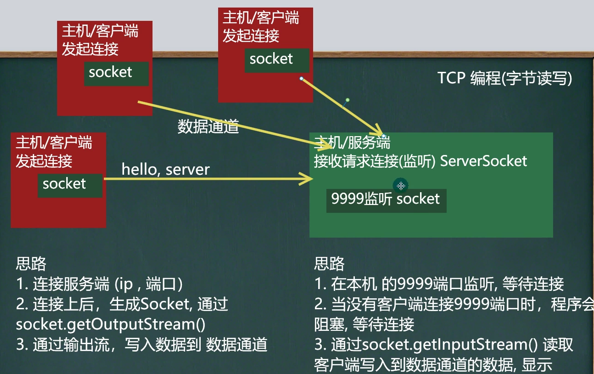 主机/客户端
发起连接
socket
主机/客户端
发起连接
socket
TCP 编程(字节读写)
数据通道
主机/客户端
发起连接
socket
hello, server
主机/服务端
接收请求连接(监听) ServerSocket
9999监听 socket
思路
1. 连接服务端 (ip , 端口）
2. 连接上后，生成Socket, 通过
socket.getOutputStream()
3. 通过输出流，写入数据到 数据通道
思路
1. 在本机 的9999端口监听, 等待连接
2. 当没有客户端连接9999端口时，程序会
阻塞, 等待连接
3. 通过socket.getInputStream() 读取
客户端写入到数据通道的数据, 显示